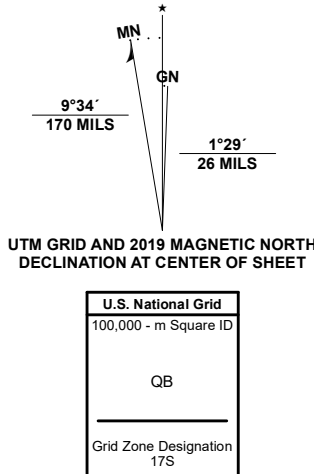 ★
MN
GN
9°34´
170 MILS
1°29´
26 MILS
UTM GRID AND 2019 MAGNETIC NORTH
DECLINATION AT CENTER OF SHEET
U.S. National Grid
100,000 - m Square ID
QB
Grid Zone Designation
17S